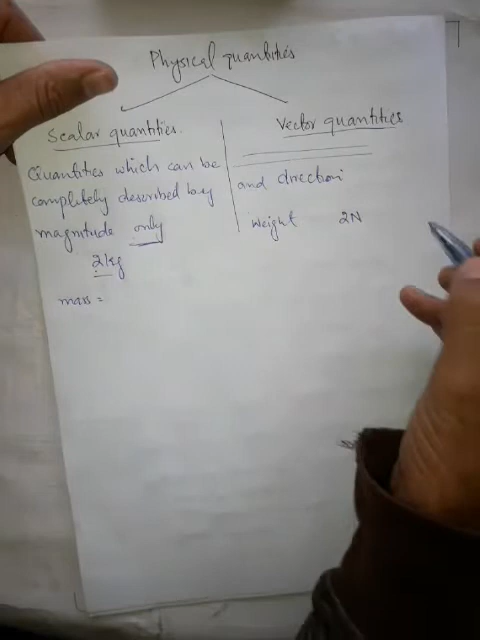 Physical quantities
Scalar quantities.
Quantities which can be
completely described by
magnitude only
2kg
mass =
Vector quantities
and direction
Weight 2N